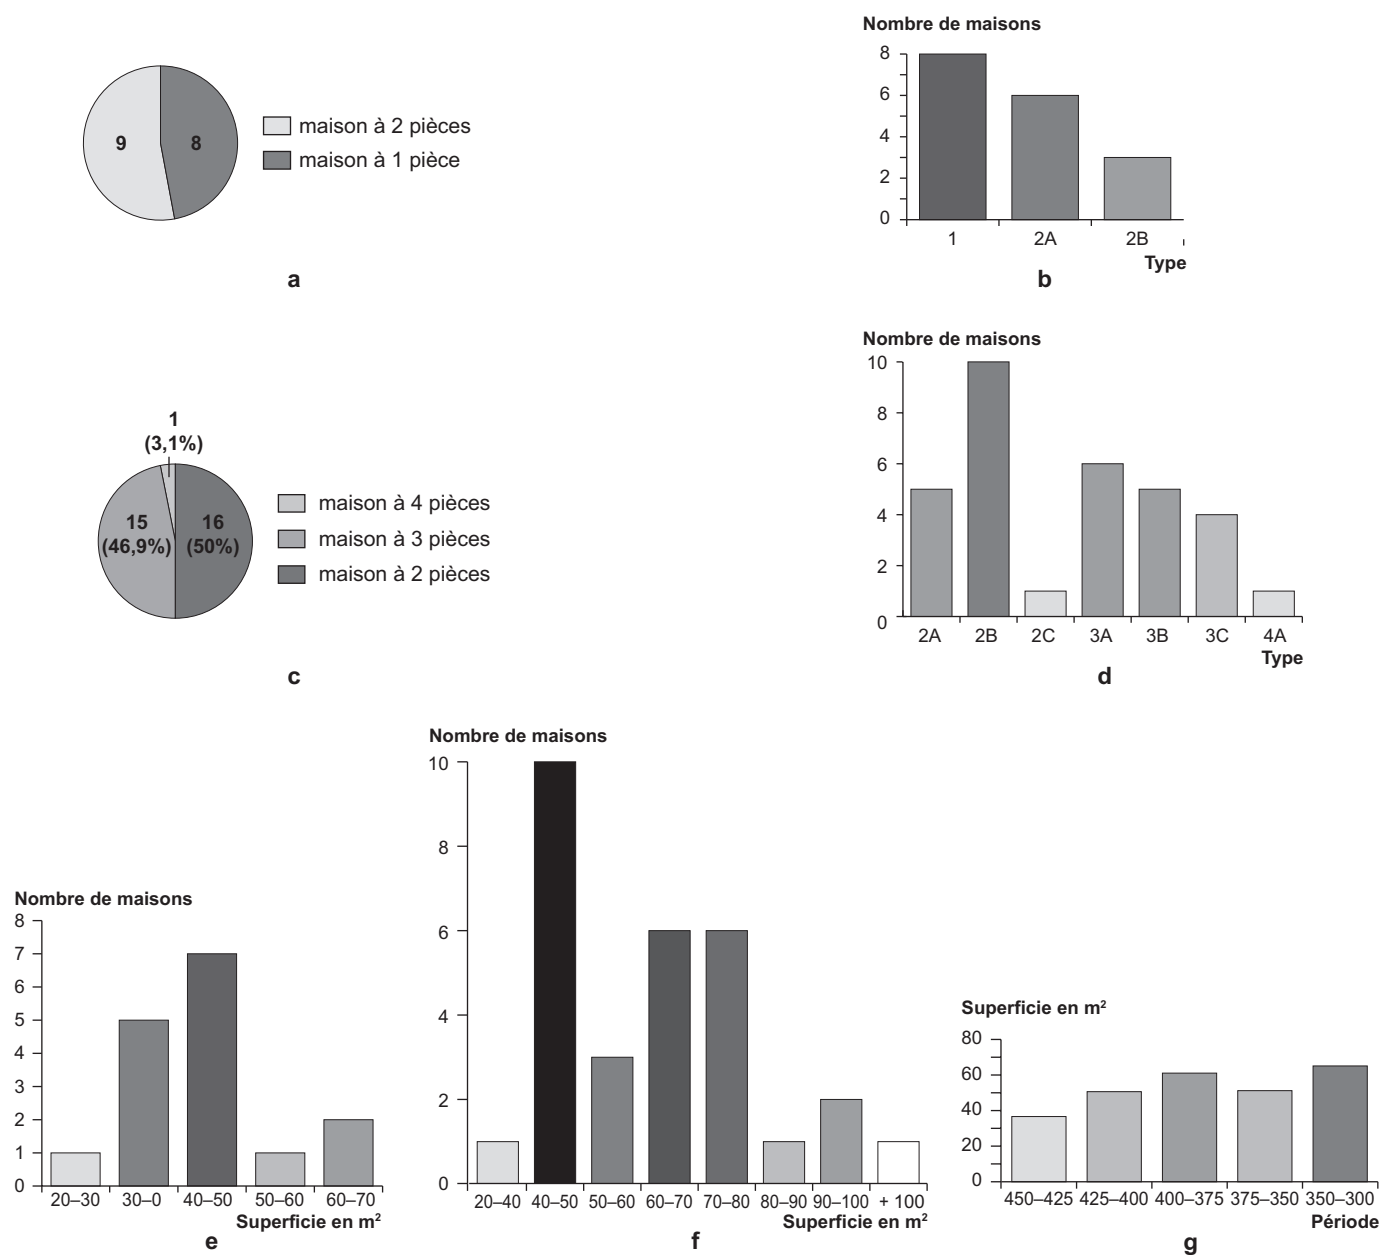 9
8
maison à 2 pièces
maison à 1 pièce
a
Nombre de maisons
8
6
4
2
0
1 2A 2B
Type
b
1
(3,1%)
15
(46,9%)
16
(50%)
maison à 4 pièces
maison à 3 pièces
maison à 2 pièces
c
Nombre de maisons
10
8
6
4
2
0
2A 2B 2C 3A 3B 3C 4A
Type
d
Nombre de maisons
8
7
6
5
4
3
2
1
0
20–30 30–0 40–50 50–60 60–70
Superficie en m²
e
Nombre de maisons
10
8
6
4
2
0
20–40 40–50 50–60 60–70 70–80 80–90 90–100 + 100
Superficie en m²
f
Superficie en m²
80
60
40
20
0
450–425 425–400 400–375 375–350 350–300
Période
g